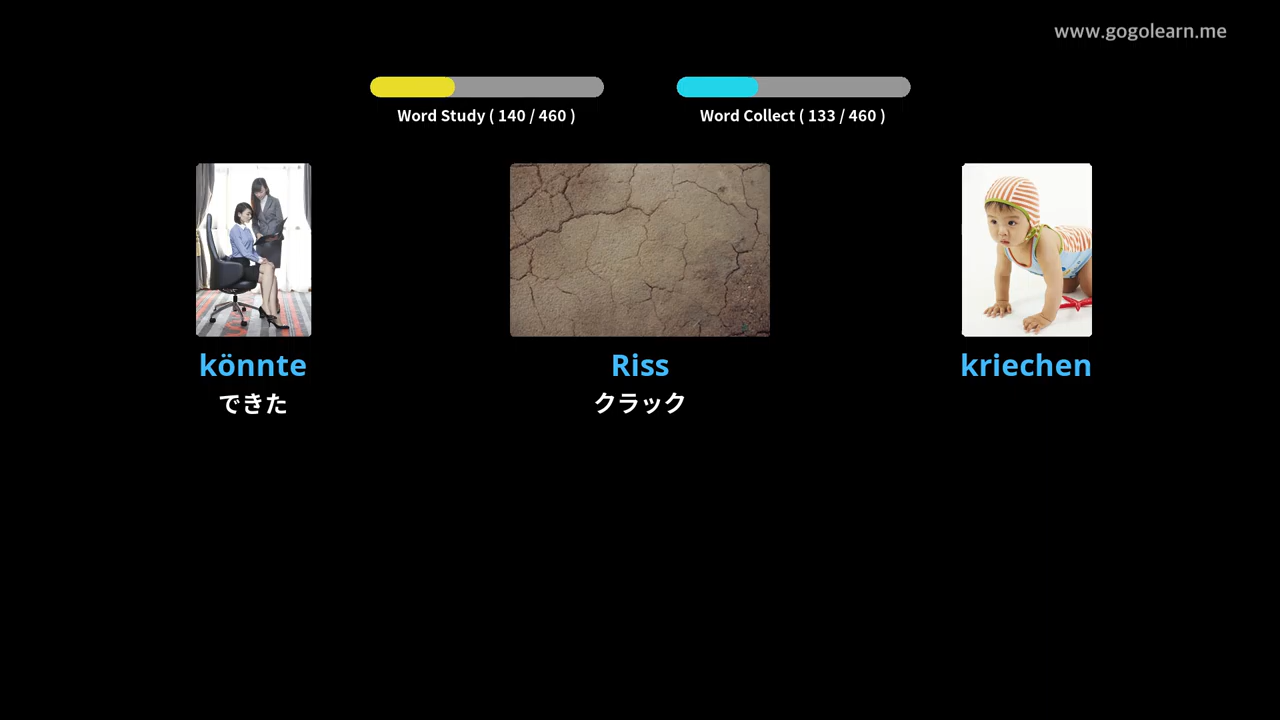 www.gogolearn.me
Word Study ( 140 / 460 )
Word Collect ( 133 / 460 )
könnte
できた
Riss
クラック
kriechen